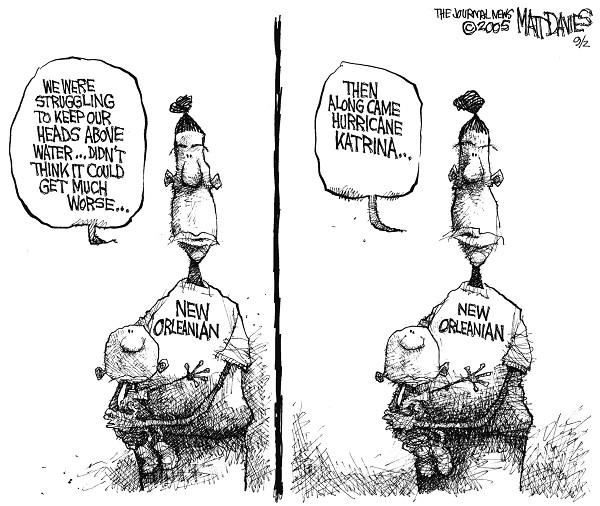 THE JOURNAL NEWS
©2005
MATT DAVIES
9/2
WE WERE
STRUGGLING
TO KEEP OUR
HEADS ABOVE
WATER... DIDN'T
THINK IT COULD
GET MUCH
WORSE...
NEW
ORLEANIAN
THEN
ALONG CAME
HURRICANE
KATRINA...
NEW
ORLEANIAN